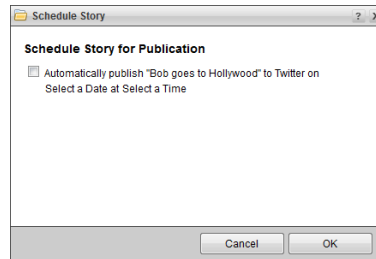 Schedule Story
Schedule Story for Publication
Automatically publish "Bob goes to Hollywood" to Twitter on
Select a Date at Select a Time
Cancel
OK